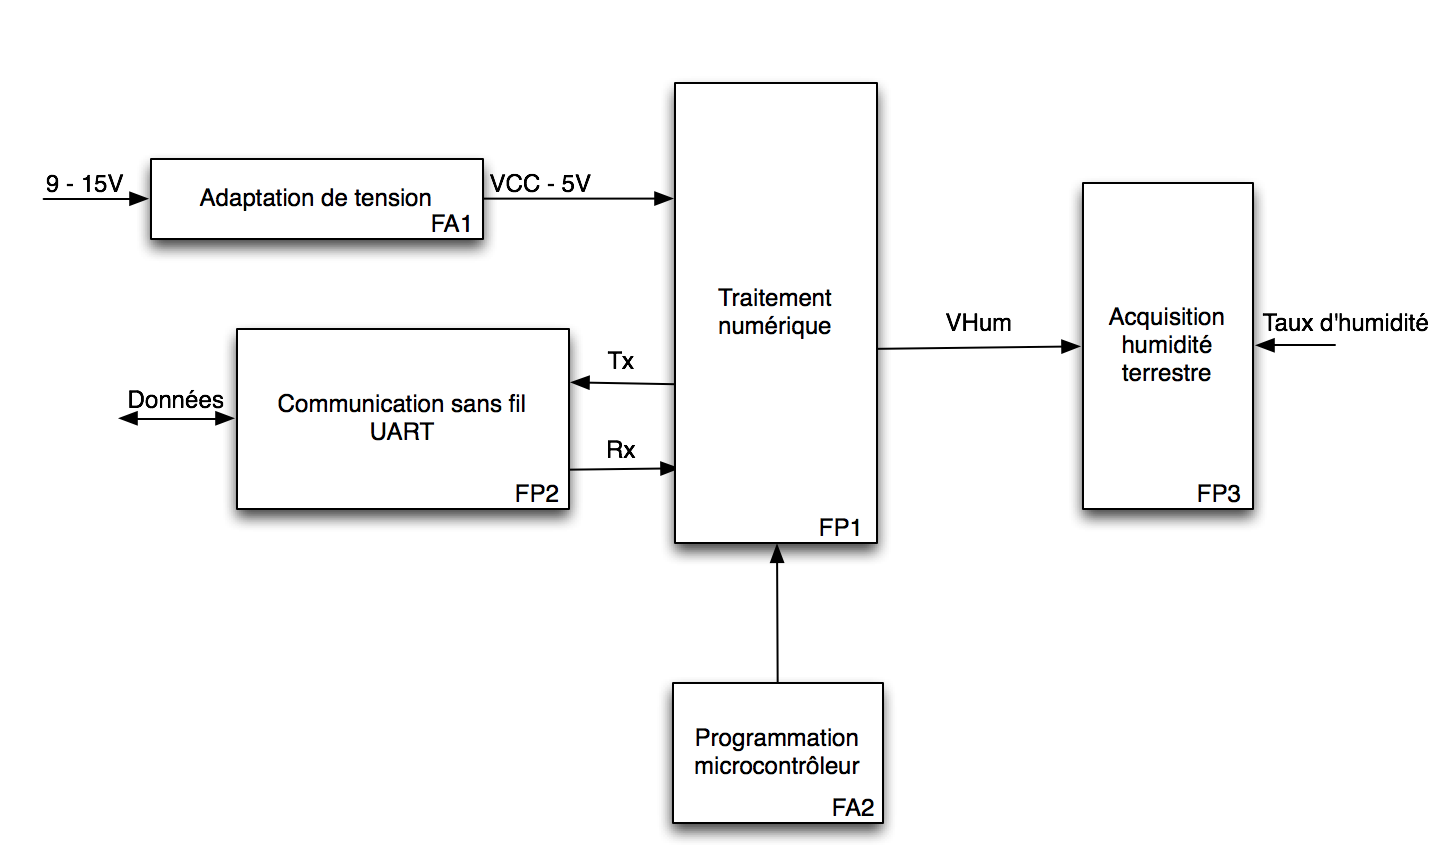 9 - 15V
Adaptation de tension
FA1
VCC - 5V
Traitement
numérique
FP1
VHum
Acquisition
humidité
terrestre
FP3
Taux d'humidité
Données
Communication sans fil
UART
FP2
Tx
Rx
Programmation
microcontrôleur
FA2